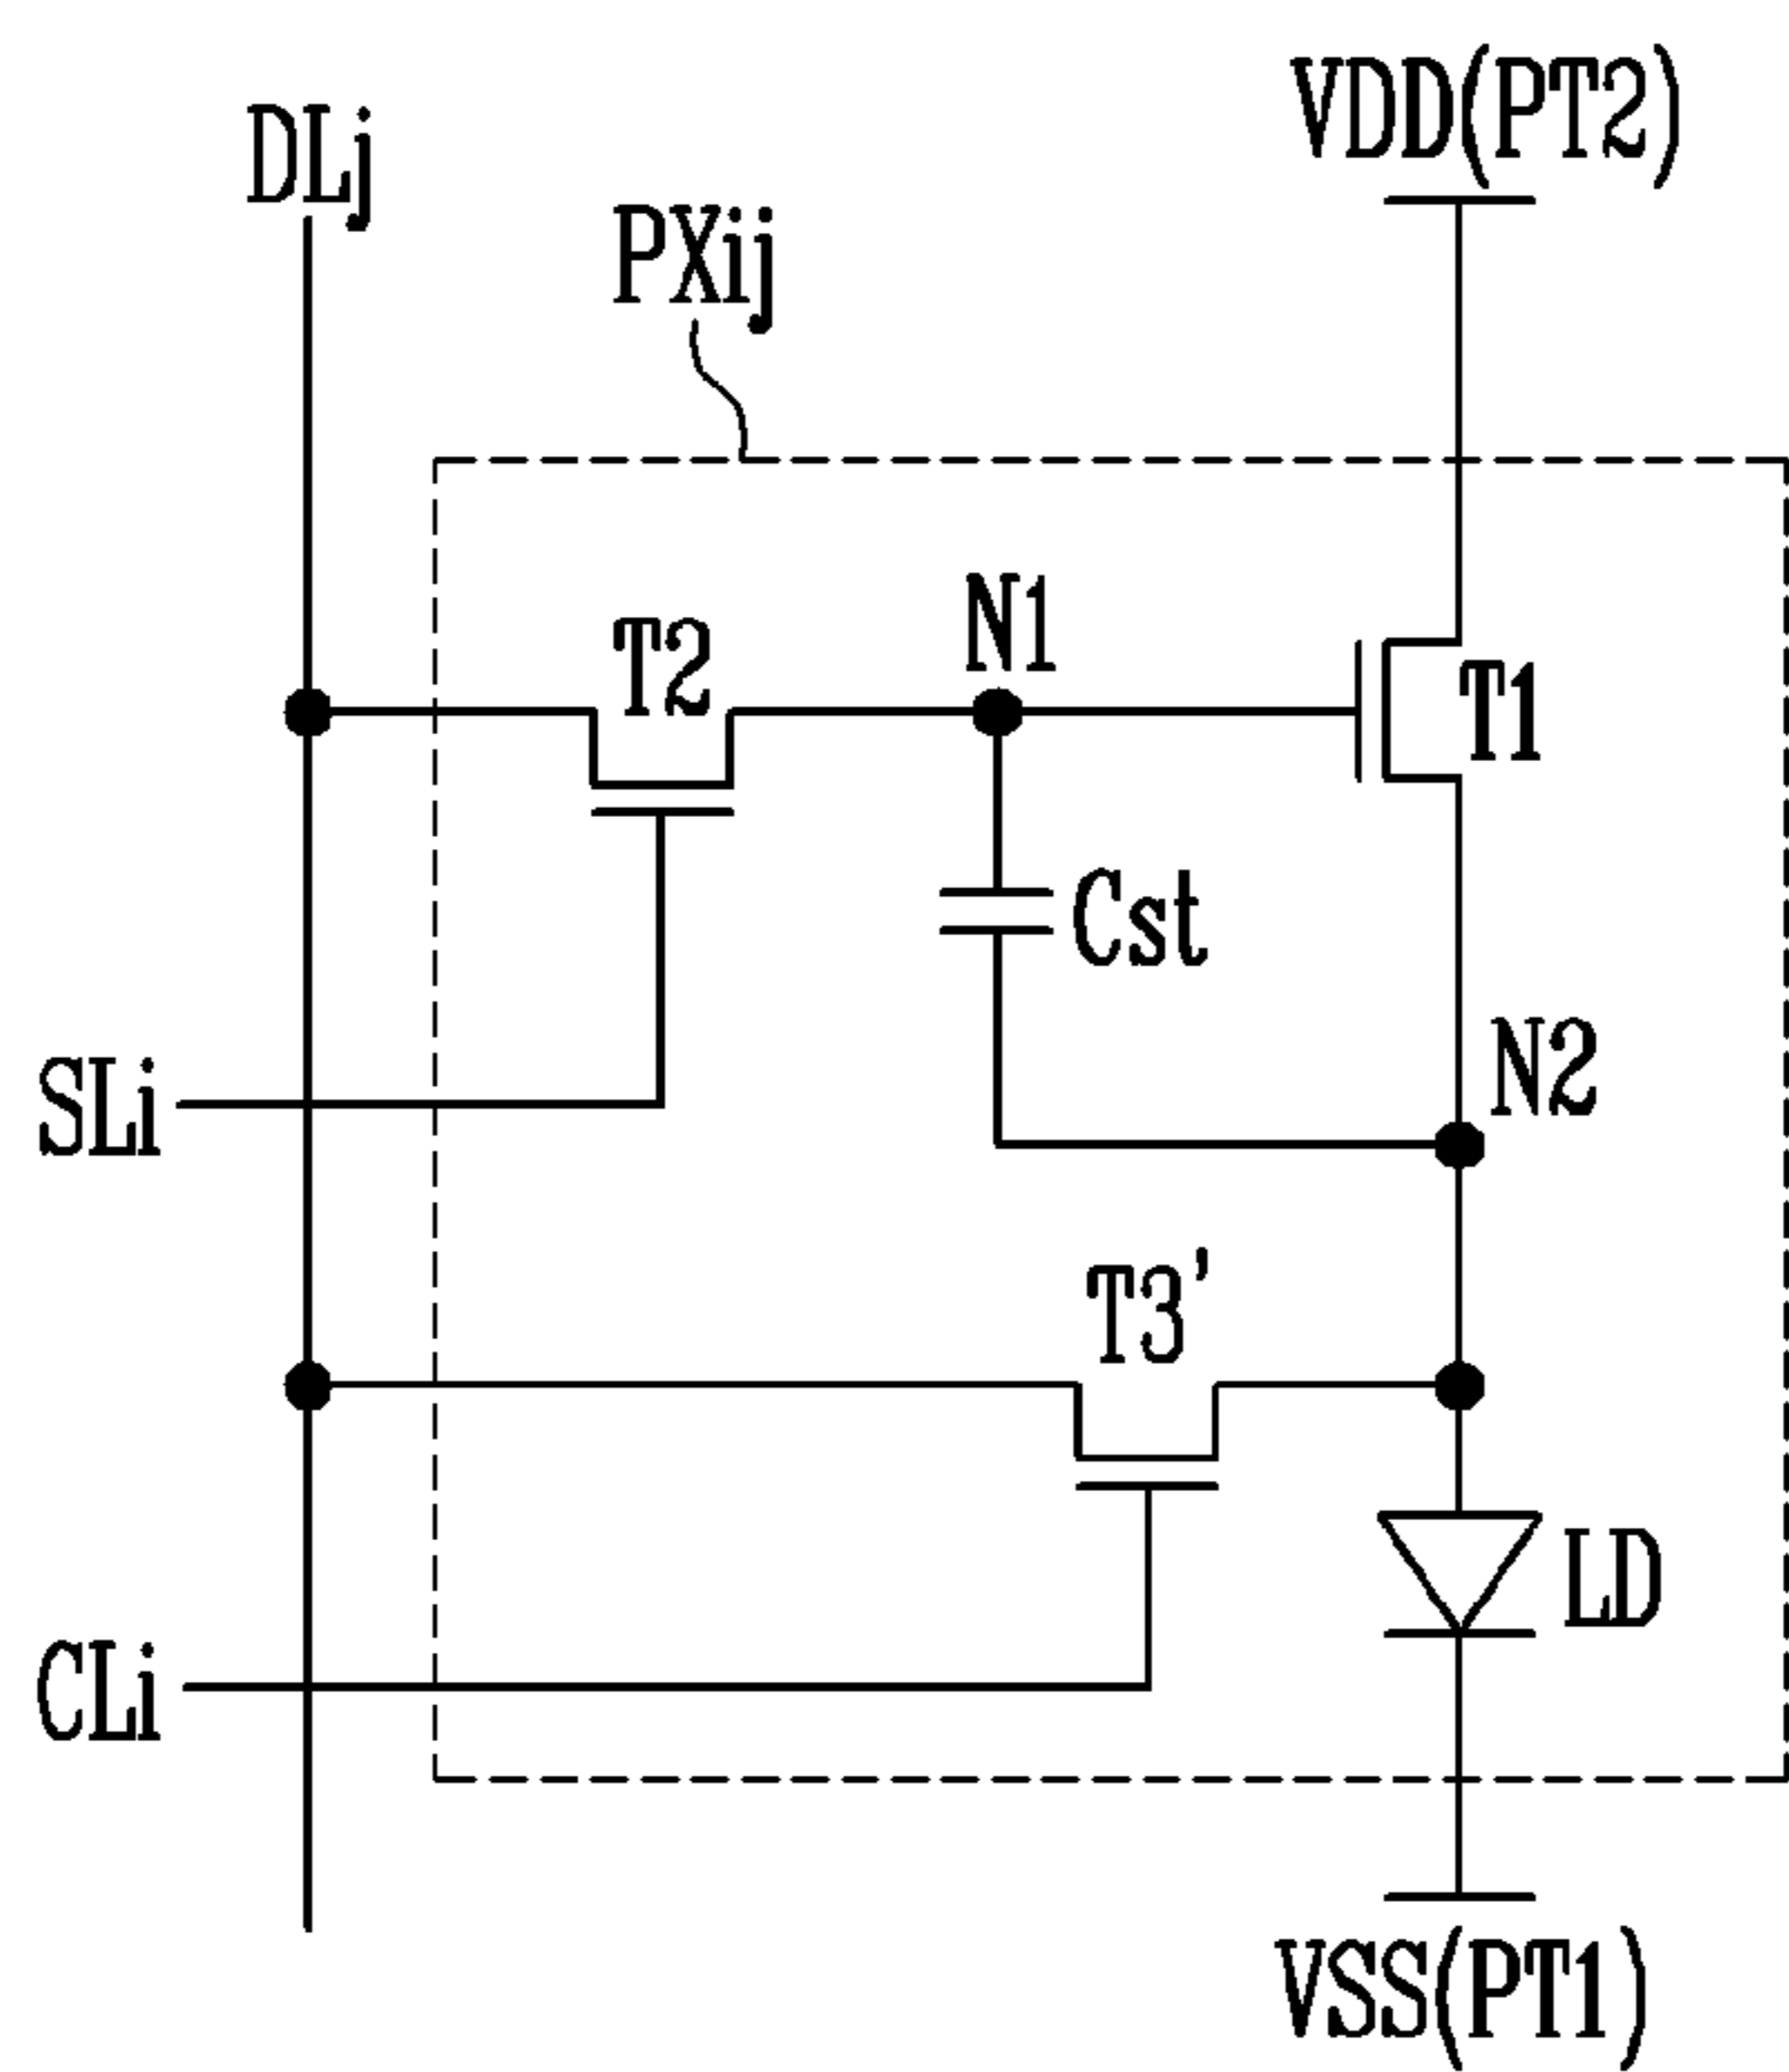 VDD(PT2)
DLj
PXij
N1
T2
T1
Cst
N2
SLi
T3'
LD
CLi
VSS(PT1)